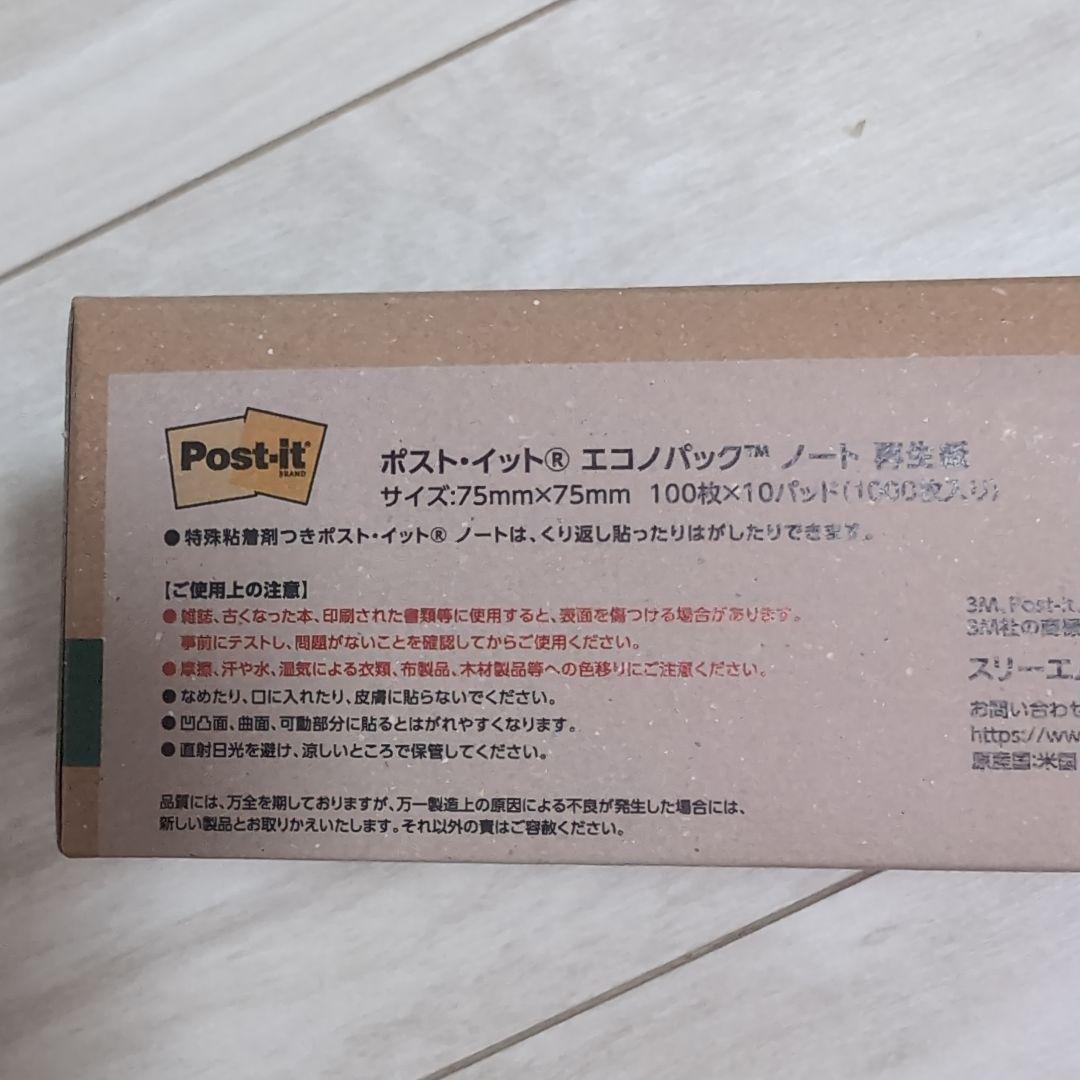 Post-it®
BRAND
ポスト・イット® エコノパック™ ノート 再生紙
サイズ:75mm×75mm 100枚×10パッド(1000枚入り)
●特殊粘着剤つきポスト・イット® ノートは、くり返し貼ったりはがしたりできます。
【ご使用上の注意】
●雑誌、古くなった本、印刷された書類等に使用すると、表面を傷つける場合があります。
事前にテストし、問題がないことを確認してからご使用ください。
●摩擦、汗や水、湿気による衣類、布製品、木材製品等への色移りにご注意ください。
●なめたり、口に入れたり、皮膚に貼らないでください。
●凹凸面、曲面、可動部分に貼るとはがれやすくなります。
●直射日光を避け、涼しいところで保管してください。
品質には、万全を期しておりますが、万一製造上の原因による不良が発生した場合には、
新しい製品とお取りかえいたします。それ以外の責はご容赦ください。
3M、Post-it、
3M社の商標
スリーエム
お問い合わせ
https://ww
原産国:米国